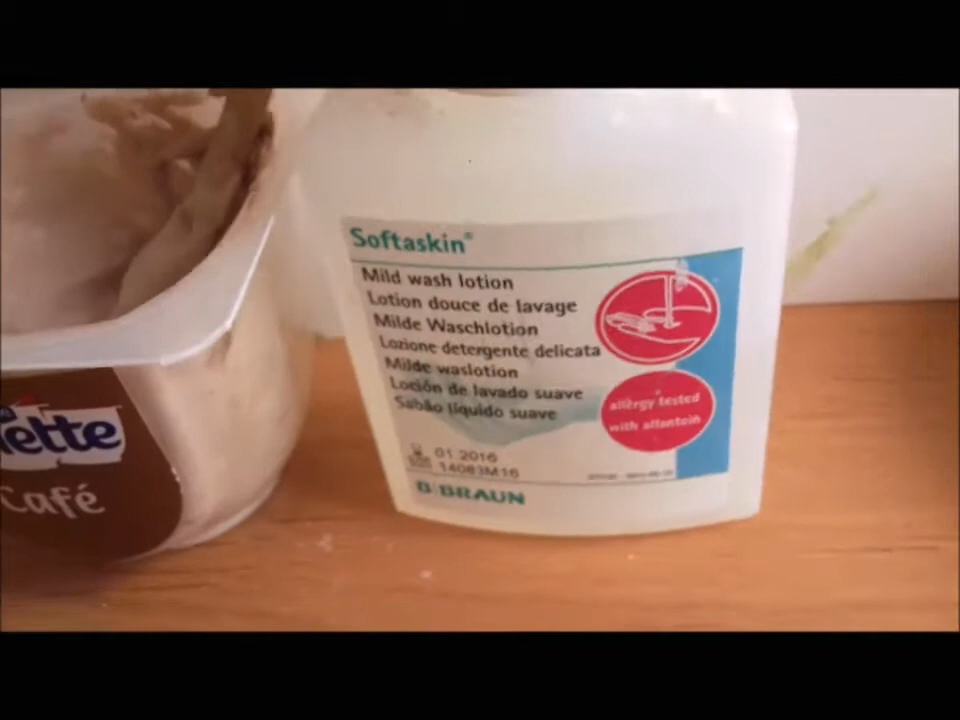 Softaskin®
Mild wash lotion
Lotion douce de lavage
Milde Waschlotion
Lozione detergente delicata
Milde waslotion
Loción de lavado suave
Sabão líquido suave
allergy tested
with allantoin
01 2016
14083M16
B|BRAUN
ette
Café